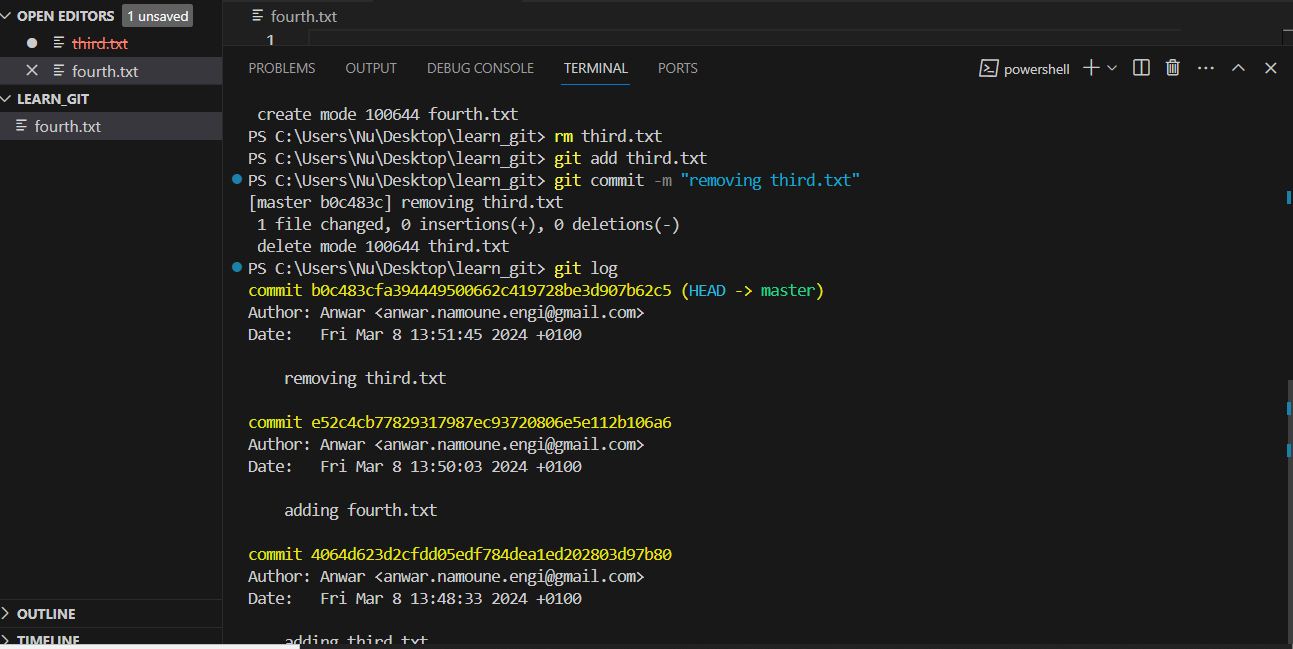 OPEN EDITORS 1 unsaved
third.txt
fourth.txt
LEARN_GIT
fourth.txt
OUTLINE
TIMELINE
fourth.txt
1
PROBLEMS OUTPUT DEBUG CONSOLE TERMINAL PORTS powershell
create mode 100644 fourth.txt
PS C:\Users\Nu\Desktop\learn_git> rm third.txt
PS C:\Users\Nu\Desktop\learn_git> git add third.txt
PS C:\Users\Nu\Desktop\learn_git> git commit -m "removing third.txt"
[master b0c483c] removing third.txt
1 file changed, 0 insertions(+), 0 deletions(-)
delete mode 100644 third.txt
PS C:\Users\Nu\Desktop\learn_git> git log
commit b0c483cfa394449500662c419728be3d907b62c5 (HEAD -> master)
Author: Anwar <anwar.namoune.engi@gmail.com>
Date: Fri Mar 8 13:51:45 2024 +0100
removing third.txt
commit e52c4cb77829317987ec93720806e5e112b106a6
Author: Anwar <anwar.namoune.engi@gmail.com>
Date: Fri Mar 8 13:50:03 2024 +0100
adding fourth.txt
commit 4064d623d2cfdd05edf784dea1ed202803d97b80
Author: Anwar <anwar.namoune.engi@gmail.com>
Date: Fri Mar 8 13:48:33 2024 +0100
adding third.txt